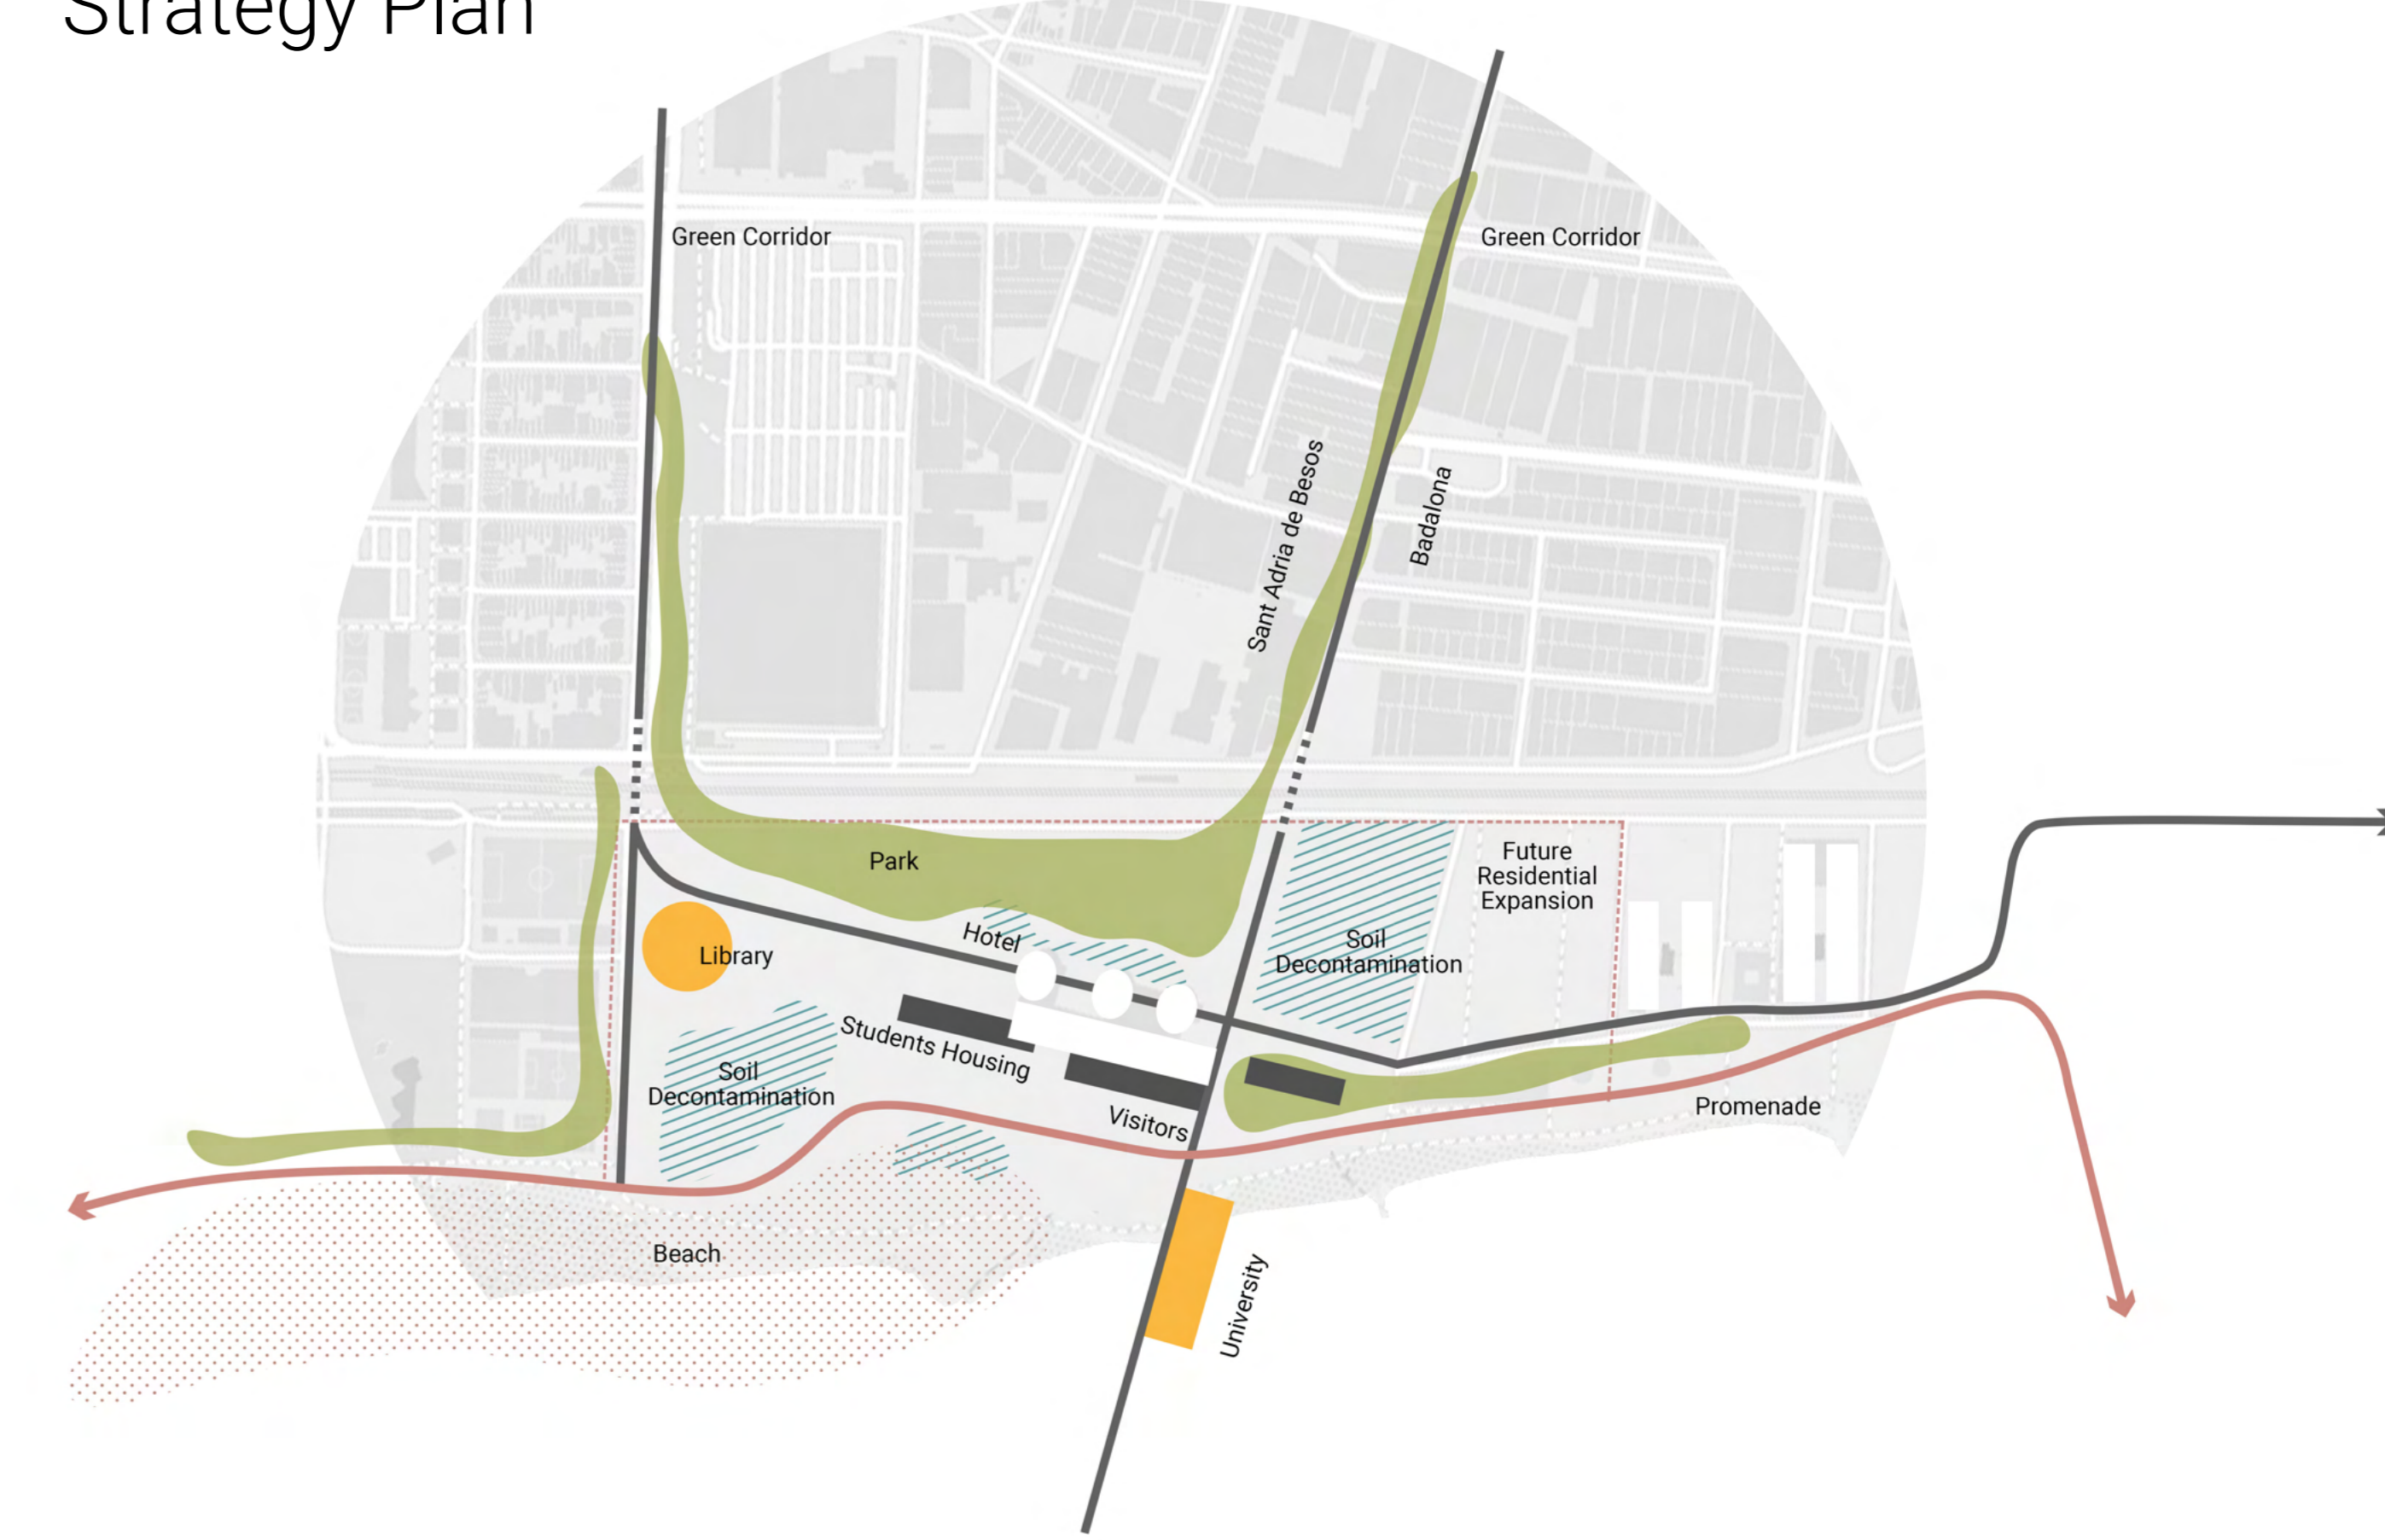 Strategy Plan
Green Corridor
Green Corridor
Sant Adria de Besos
Badalona
Park
Future
Residential
Expansion
Hotel
Soil
Decontamination
Library
Students Housing
Soil
Decontamination
Visitors
Promenade
Beach
University